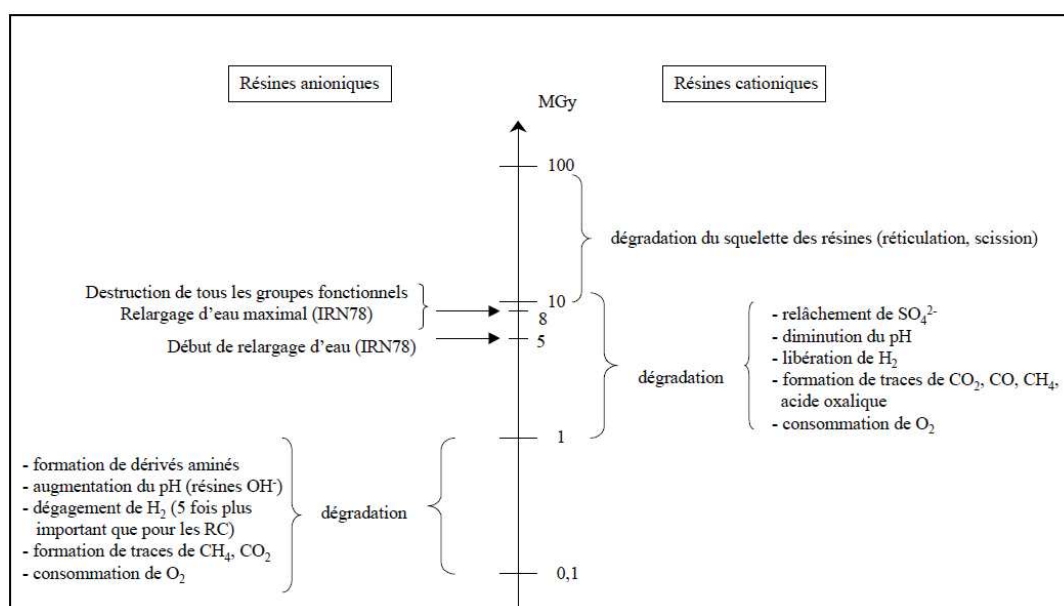 Résines anioniques
Résines cationiques
MGy
100
dégradation du squelette des résines (réticulation, scission)
Destruction de tous les groupes fonctionnels
Relargage d'eau maximal (IRN78)
Début de relargage d'eau (IRN78)
10
8
5
dégradation
- relâchement de SO₄²⁻
- diminution du pH
- libération de H₂
- formation de traces de CO₂, CO, CH₄,
acide oxalique
- consommation de O₂
1
- formation de dérivés aminés
- augmentation du pH (résines OH⁻)
- dégagement de H₂ (5 fois plus
important que pour les RC)
- formation de traces de CH₄, CO₂
- consommation de O₂
dégradation
0,1